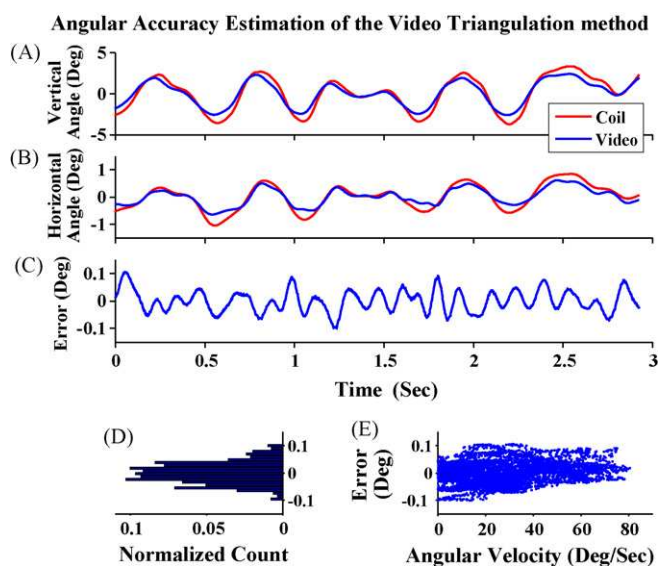 Angular Accuracy Estimation of the Video Triangulation method
(A)
Vertical
Angle (Deg)
5
0
-5
Coil
Video
(B)
Horizontal
Angle (Deg)
1
0
-1
(C)
Error (Deg)
0.1
0
-0.1
0 0.5 1 1.5 2 2.5 3
Time (Sec)
(D)
0.1
0
-0.1
0.1 0.05 0
Normalized Count
(E)
Error
(Deg)
0.1
0
-0.1
0 20 40 60 80
Angular Velocity (Deg/Sec)